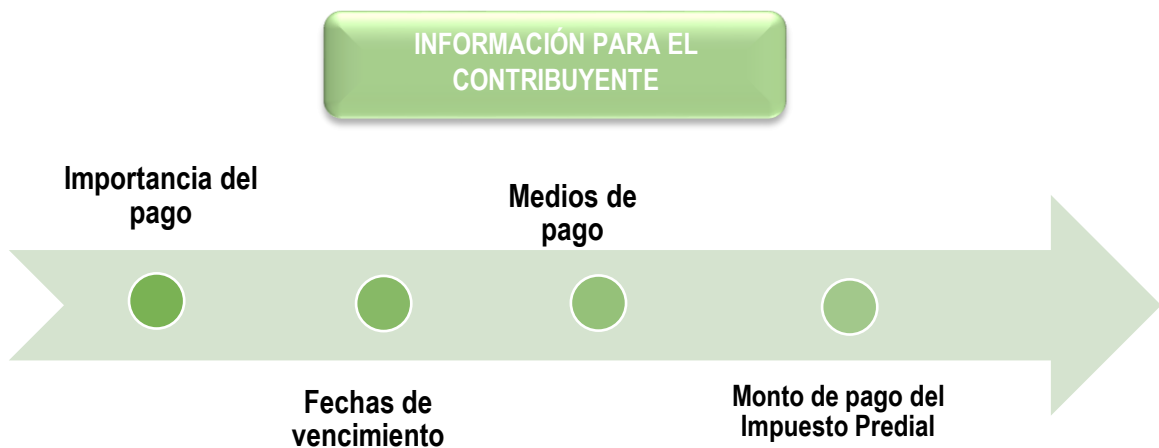 INFORMACIÓN PARA EL
CONTRIBUYENTE
Importancia del
pago
Fechas de
vencimiento
Medios de
pago
Monto de pago del
Impuesto Predial